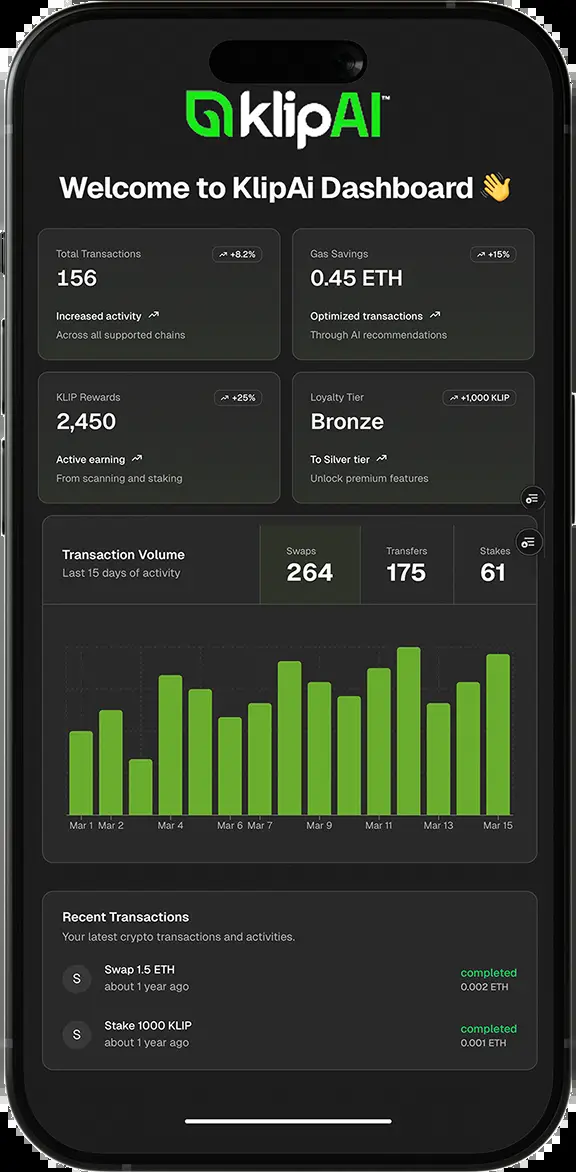 klipAI™
Welcome to KlipAi Dashboard 👋
Total Transactions
+8.2%
156
Increased activity
Across all supported chains
Gas Savings
+15%
0.45 ETH
Optimized transactions
Through AI recommendations
KLIP Rewards
+25%
2,450
Active earning
From scanning and staking
Loyalty Tier
+1,000 KLIP
Bronze
To Silver tier
Unlock premium features
Transaction Volume
Last 15 days of activity
Swaps
264
Transfers
175
Stakes
61
Mar 1 Mar 2 Mar 4 Mar 6 Mar 7 Mar 9 Mar 11 Mar 13 Mar 15
Recent Transactions
Your latest crypto transactions and activities.
S
Swap 1.5 ETH
about 1 year ago
completed
0.002 ETH
S
Stake 1000 KLIP
about 1 year ago
completed
0.001 ETH